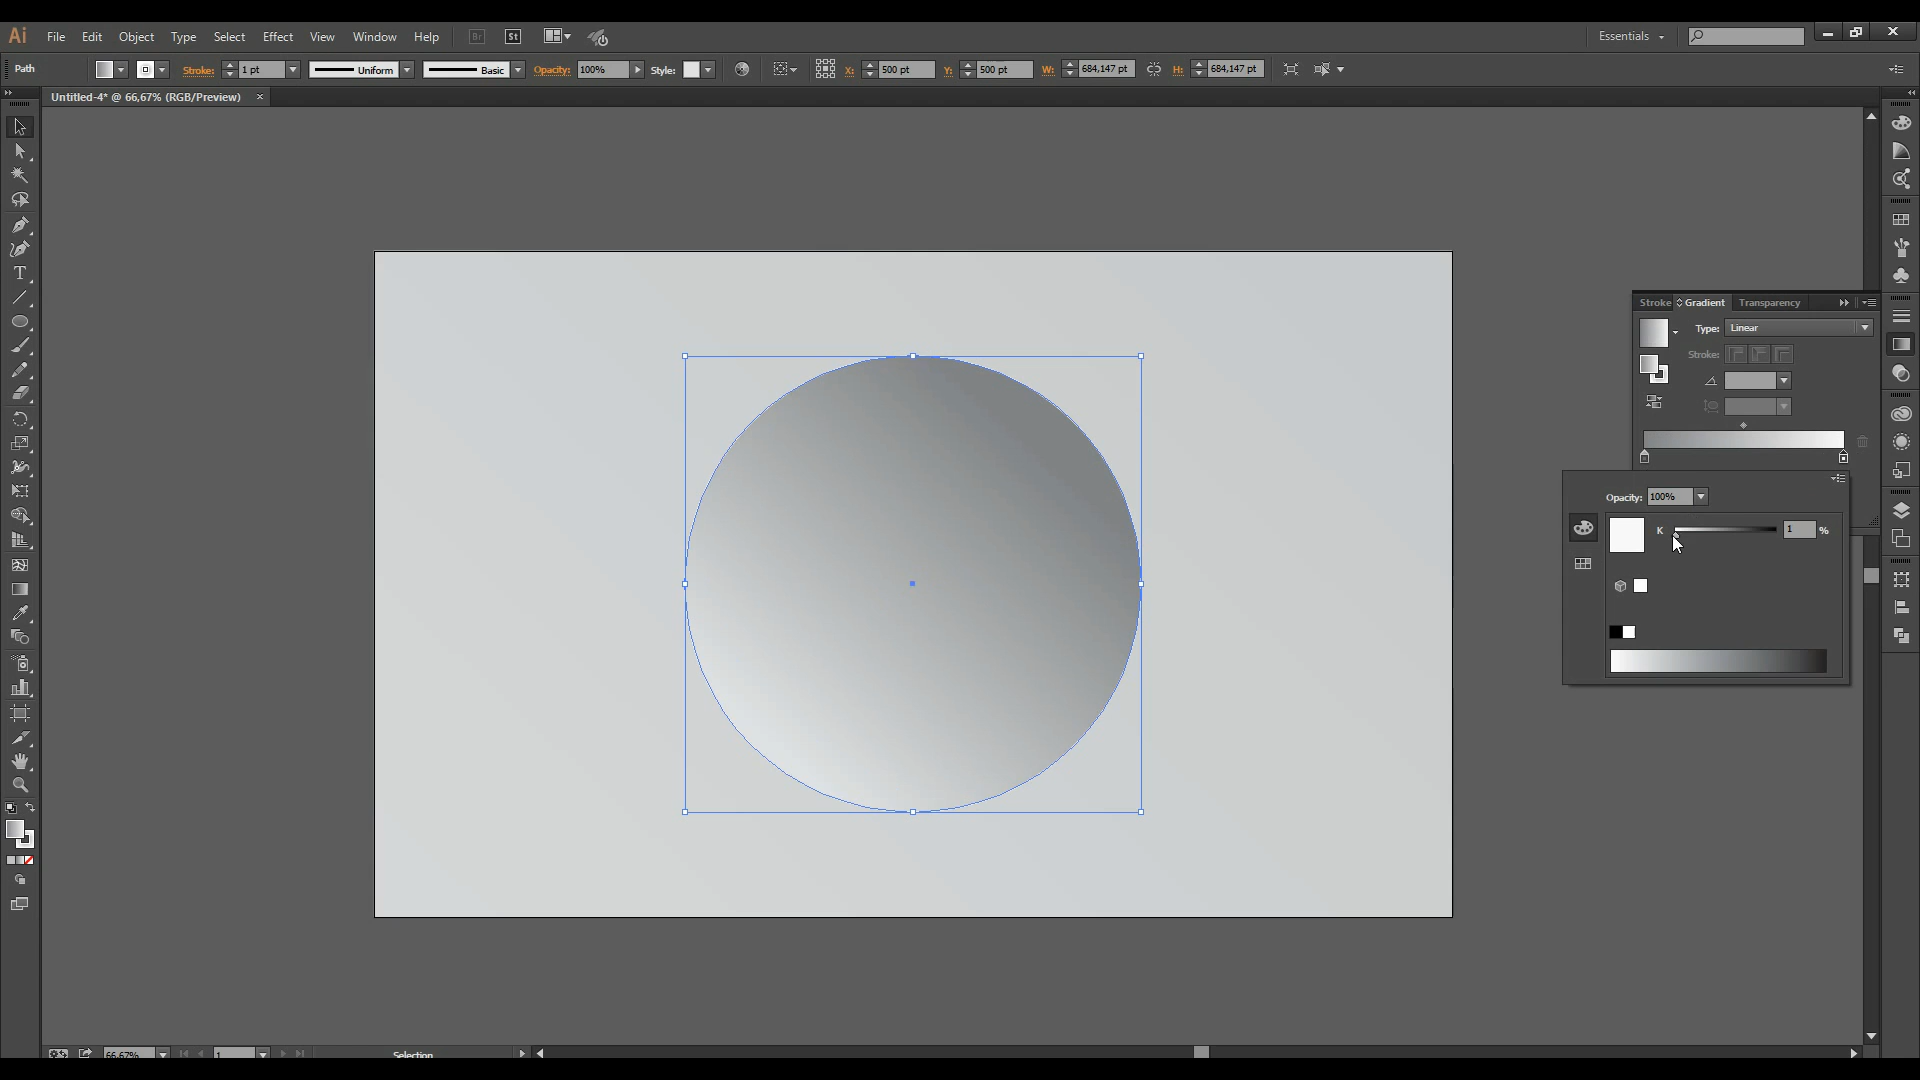 Ai File Edit Object Type Select Effect View Window Help Br St Essentials
Path Stroke: 1 pt Uniform Basic Opacity: 100% Style: X: 500 pt Y: 500 pt W: 684,147 pt H: 684,147 pt
Untitled-4* @ 66,67% (RGB/Preview) ×
Stroke Gradient Transparency
Type: Linear
Stroke:
Opacity: 100%
K 1 %
T
66,67% 1 Selection